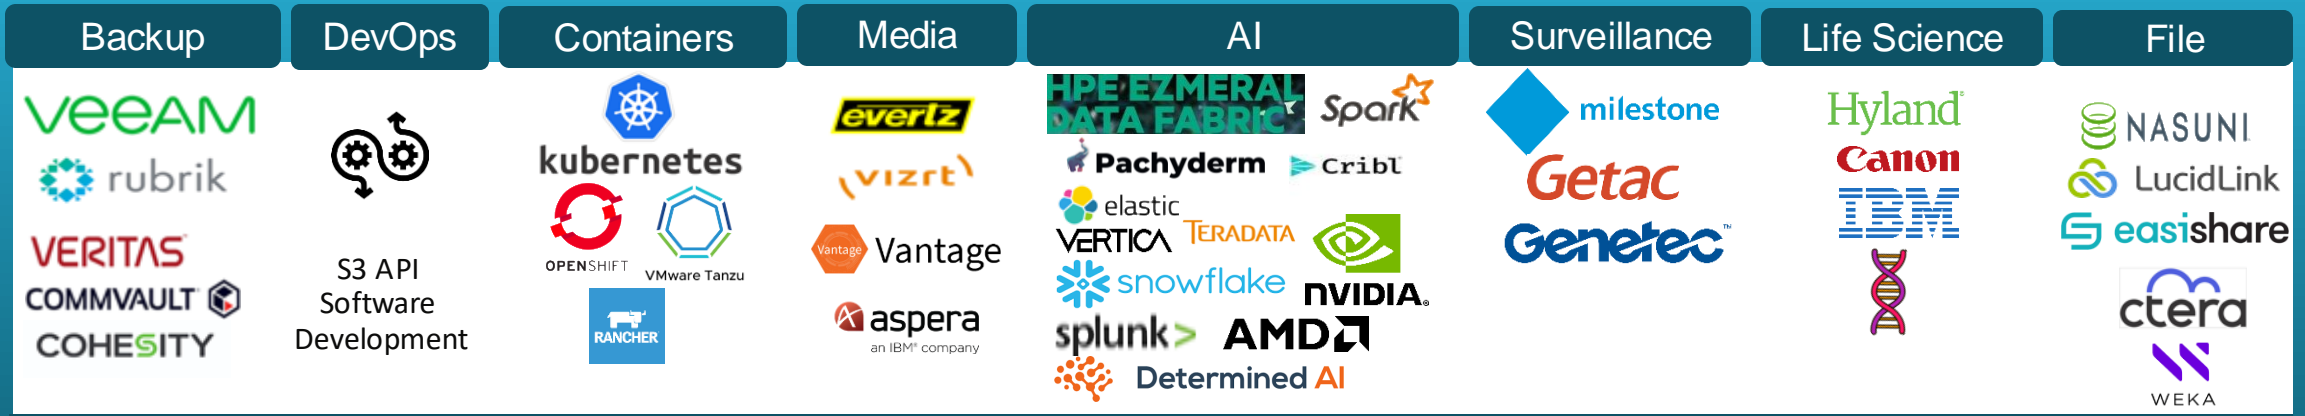 Backup
DevOps
Containers
Media
AI
Surveillance
Life Science
File
veeAM
rubrik
VERITAS™
COMMVAULT
COHESITY
S3 API
Software
Development
kubernetes
OPENSHIFT
VMware Tanzu
RANCHER
evertz
vizrt
Vantage Vantage
aspera
an IBM® company
HPE EZMERAL
DATA FABRIC
Spark
Pachyderm
Cribl
elastic
VERTICA
TERADATA
snowflake
nVIDIA®
splunk>
AMD
Determined AI
milestone
Getac
Genetec™
Hyland
Canon
IBM
NASUNI
LucidLink
easishare
ctera
WEKA